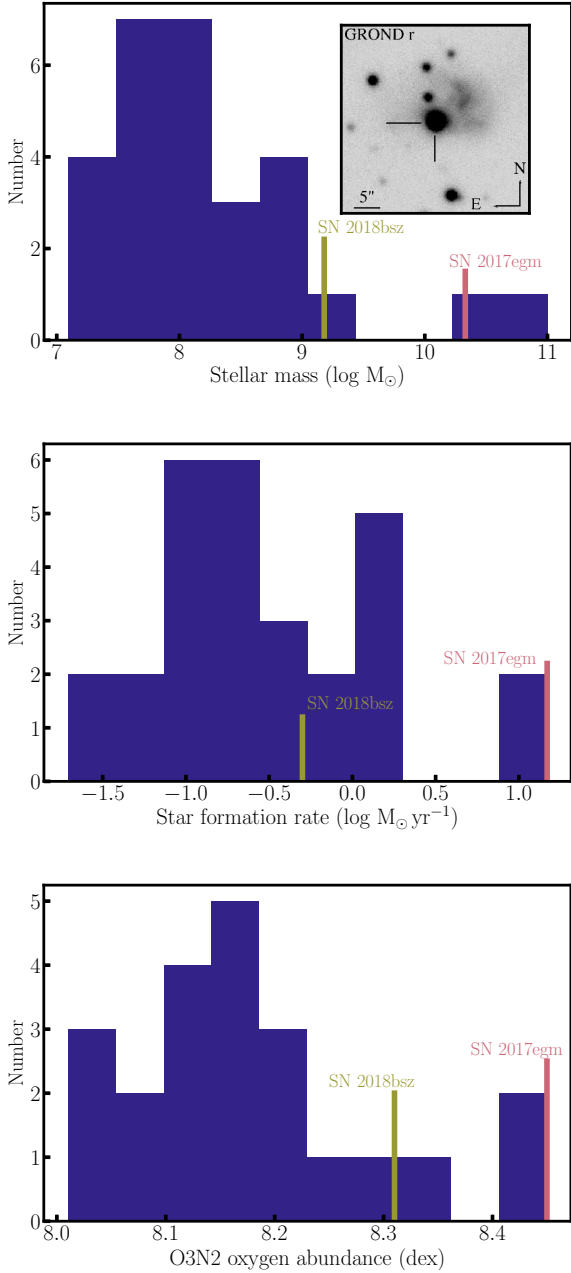 GROND r
N
E
5"
SN 2018bsz
SN 2017egm
Number
0
2
4
6
7 8 9 10 11
Stellar mass (log M⊙)
SN 2017egm
SN 2018bsz
Number
0
1
2
3
4
5
6
−1.5 −1.0 −0.5 0.0 0.5 1.0
Star formation rate (log M⊙ yr⁻¹)
SN 2017egm
SN 2018bsz
Number
0
1
2
3
4
5
8.0 8.1 8.2 8.3 8.4
O3N2 oxygen abundance (dex)